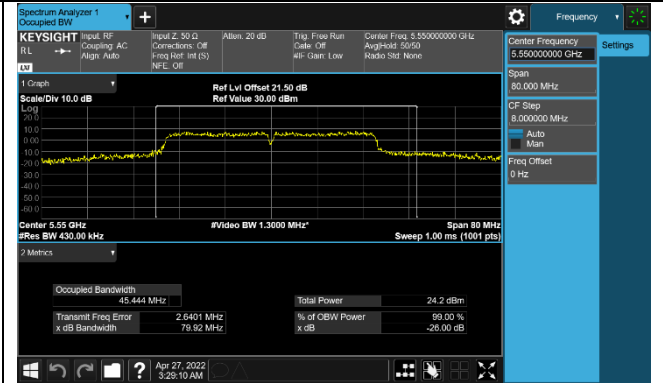 Spectrum Analyzer 1
Occupied BW
+
Frequency
KEYSIGHT
RL
LXI
Input: RF
Coupling: AC
Align: Auto
Input Z: 50 Ω
Corrections: Off
Freq Ref: Int (S)
NFE: Off
Atten: 20 dB
Trig: Free Run
Gate: Off
#IF Gain: Low
Center Freq: 5.550000000 GHz
Avg|Hold: 50/50
Radio Std: None
Center Frequency
5.550000000 GHz
Settings
Span
80.000 MHz
CF Step
8.000000 MHz
Auto
Man
Freq Offset
0 Hz
1 Graph
Scale/Div 10.0 dB
Ref Lvl Offset 21.50 dB
Ref Value 30.00 dBm
Log
20.0
10.0
0.00
-10.0
-20.0
-30.0
-40.0
-50.0
-60.0
Center 5.55 GHz
#Video BW 1.3000 MHz*
Span 80 MHz
#Res BW 430.00 kHz
Sweep 1.00 ms (1001 pts)
2 Metrics
Occupied Bandwidth
45.444 MHz
Total Power 24.2 dBm
Transmit Freq Error 2.6401 MHz
% of OBW Power 99.00 %
x dB Bandwidth 79.92 MHz
x dB -26.00 dB
?
Apr 27, 2022
3:29:10 AM